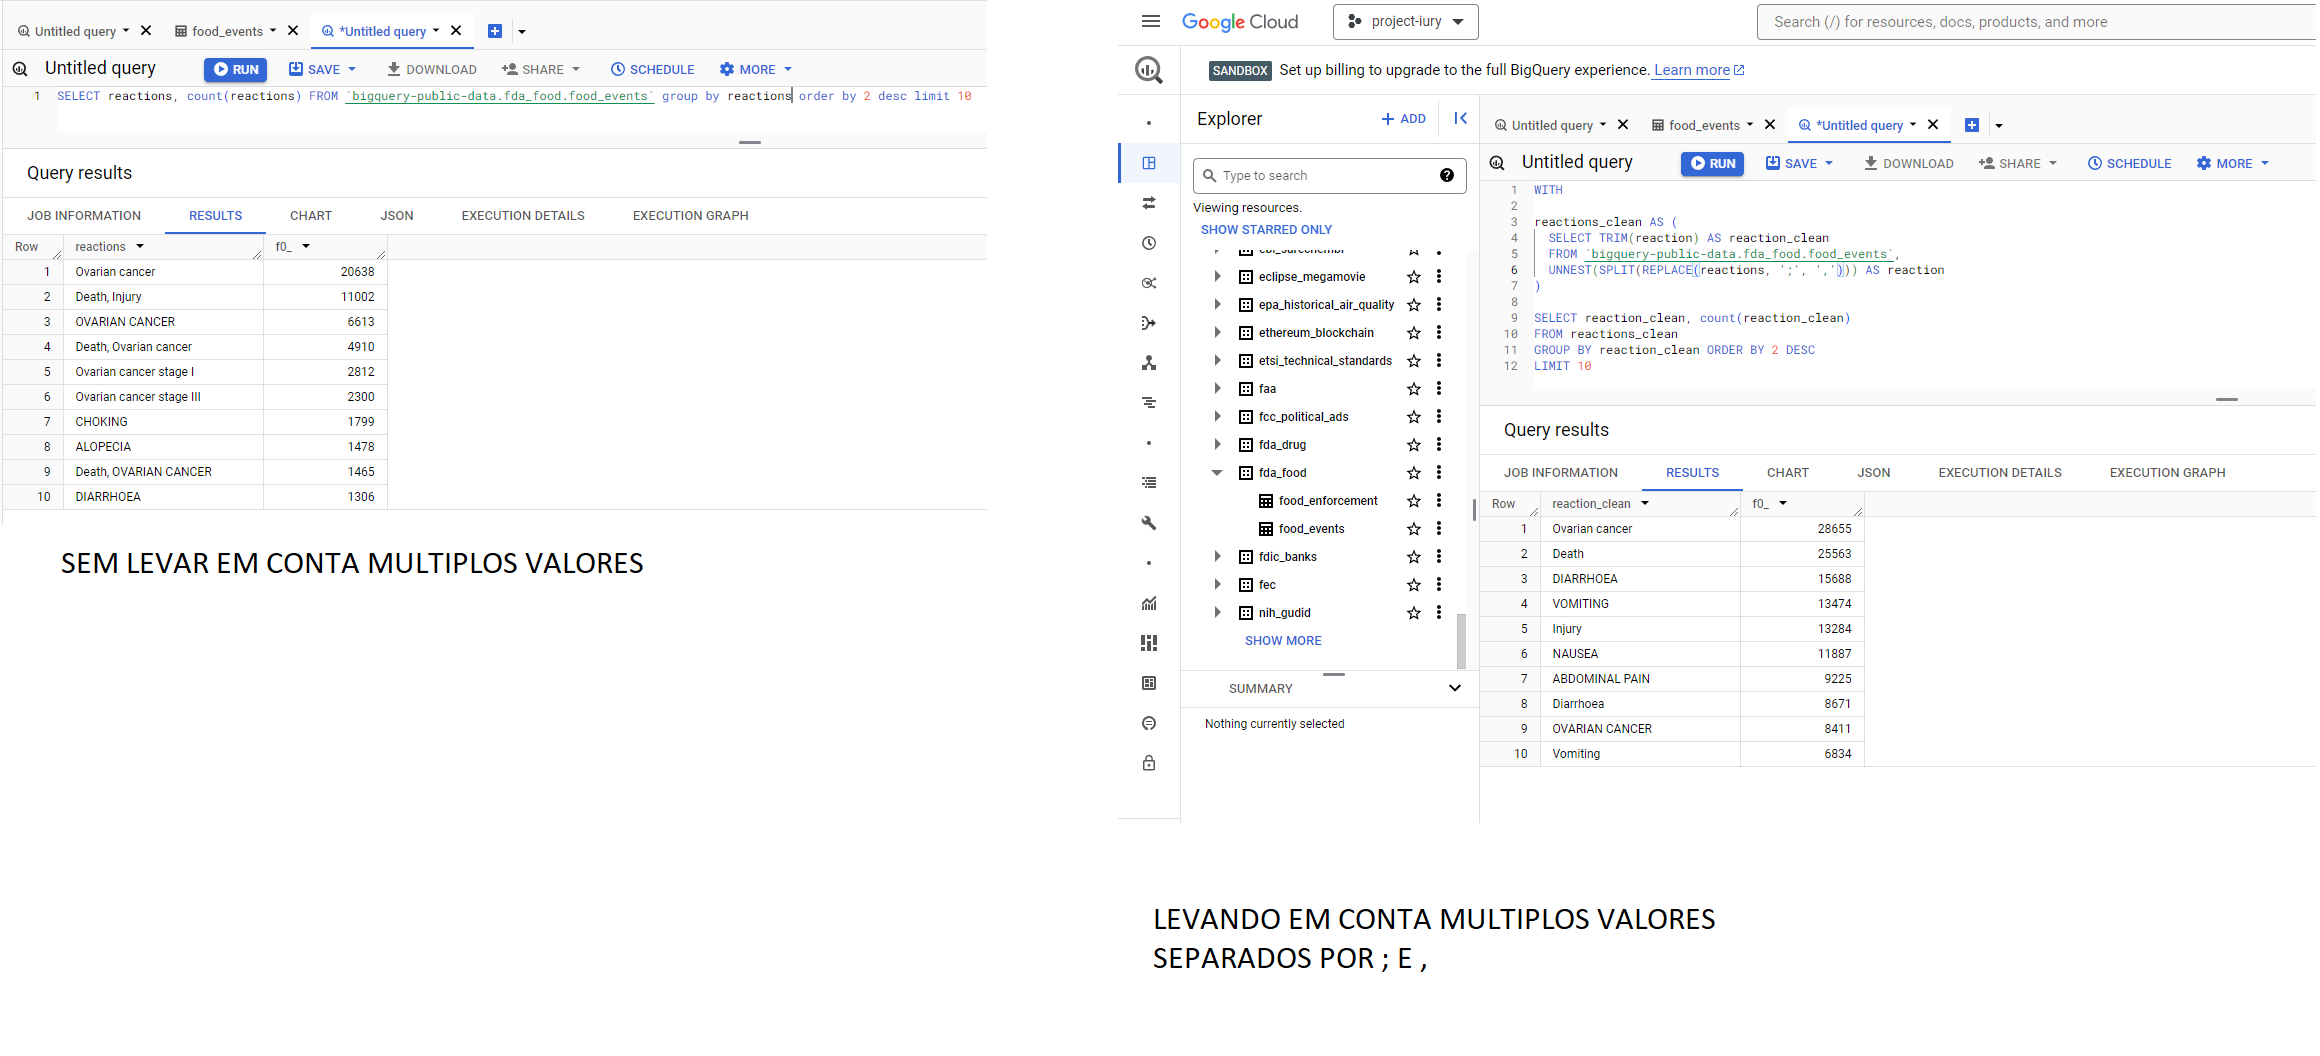 Untitled query
food_events
*Untitled query
Untitled query
RUN
SAVE
DOWNLOAD
SHARE
SCHEDULE
MORE
1 SELECT reactions, count(reactions) FROM `bigquery-public-data.fda_food.food_events` group by reactions order by 2 desc limit 10
Query results
JOB INFORMATION RESULTS CHART JSON EXECUTION DETAILS EXECUTION GRAPH
Row reactions f0_
1 Ovarian cancer 20638
2 Death, Injury 11002
3 OVARIAN CANCER 6613
4 Death, Ovarian cancer 4910
5 Ovarian cancer stage I 2812
6 Ovarian cancer stage III 2300
7 CHOKING 1799
8 ALOPECIA 1478
9 Death, OVARIAN CANCER 1465
10 DIARRHOEA 1306
SEM LEVAR EM CONTA MULTIPLOS VALORES
Google Cloud
project-iury
Search (/) for resources, docs, products, and more
SANDBOX Set up billing to upgrade to the full BigQuery experience. Learn more
Explorer
+ ADD
Type to search
Viewing resources.
SHOW STARRED ONLY
eclipse_megamovie
epa_historical_air_quality
ethereum_blockchain
etsi_technical_standards
faa
fcc_political_ads
fda_drug
fda_food
food_enforcement
food_events
fdic_banks
fec
nih_gudid
SHOW MORE
SUMMARY
Nothing currently selected
Untitled query
food_events
*Untitled query
Untitled query
RUN
SAVE
DOWNLOAD
SHARE
SCHEDULE
MORE
1 WITH
2
3 reactions_clean AS (
4 SELECT TRIM(reaction) AS reaction_clean
5 FROM `bigquery-public-data.fda_food.food_events`,
6 UNNEST(SPLIT(REPLACE(reactions, ';', ','))) AS reaction
7 )
8
9 SELECT reaction_clean, count(reaction_clean)
10 FROM reactions_clean
11 GROUP BY reaction_clean ORDER BY 2 DESC
12 LIMIT 10
Query results
JOB INFORMATION RESULTS CHART JSON EXECUTION DETAILS EXECUTION GRAPH
Row reaction_clean f0_
1 Ovarian cancer 28655
2 Death 25563
3 DIARRHOEA 15688
4 VOMITING 13474
5 Injury 13284
6 NAUSEA 11887
7 ABDOMINAL PAIN 9225
8 Diarrhoea 8671
9 OVARIAN CANCER 8411
10 Vomiting 6834
LEVANDO EM CONTA MULTIPLOS VALORES
SEPARADOS POR ; E ,